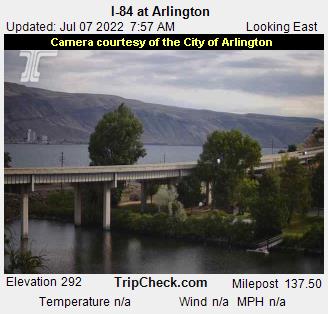 I-84 at Arlington
Updated: Jul 07 2022 7:57 AM Looking East
Camera courtesy of the City of Arlington
Elevation 292 TripCheck.com Milepost 137.50
Temperature n/a Wind n/a MPH n/a